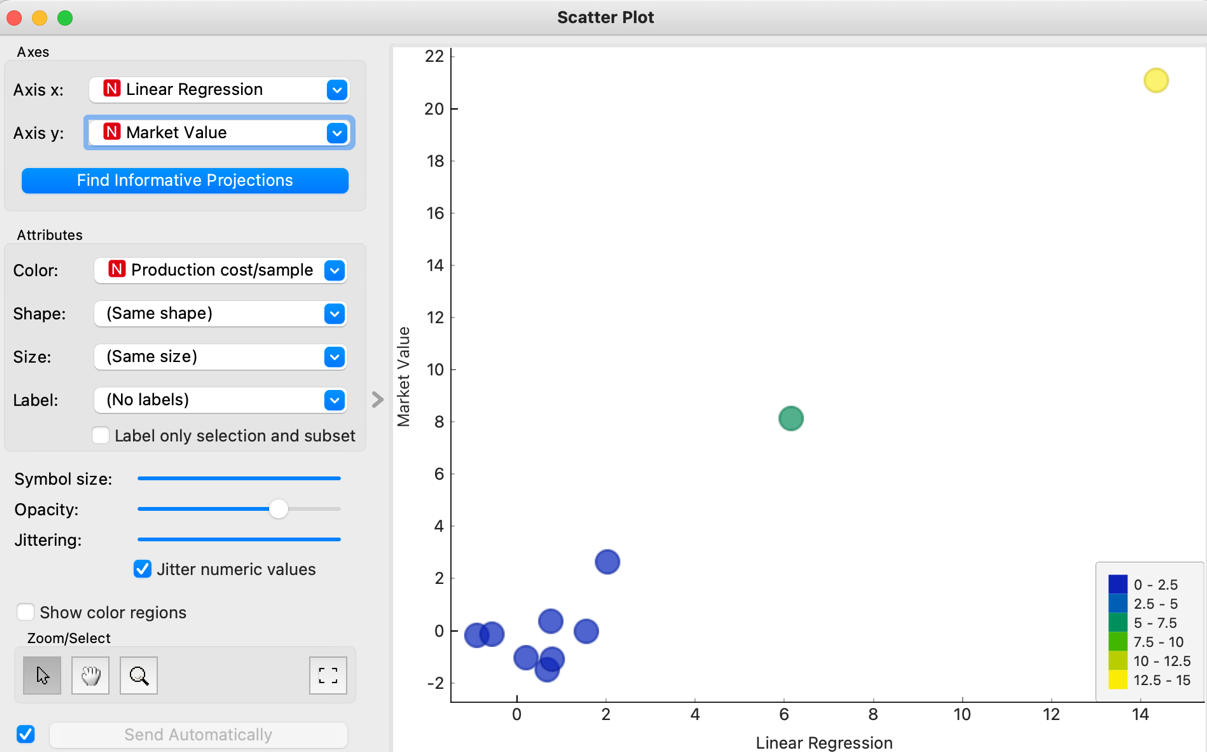 Scatter Plot
Axes
Axis x: N Linear Regression
Axis y: N Market Value
Find Informative Projections
Attributes
Color: N Production cost/sample
Shape: (Same shape)
Size: (Same size)
Label: (No labels)
Label only selection and subset
Symbol size:
Opacity:
Jittering:
Jitter numeric values
Show color regions
Zoom/Select
Send Automatically
Market Value
22
20
18
16
14
12
10
8
6
4
2
0
-2
0 2 4 6 8 10 12 14
Linear Regression
0 - 2.5
2.5 - 5
5 - 7.5
7.5 - 10
10 - 12.5
12.5 - 15